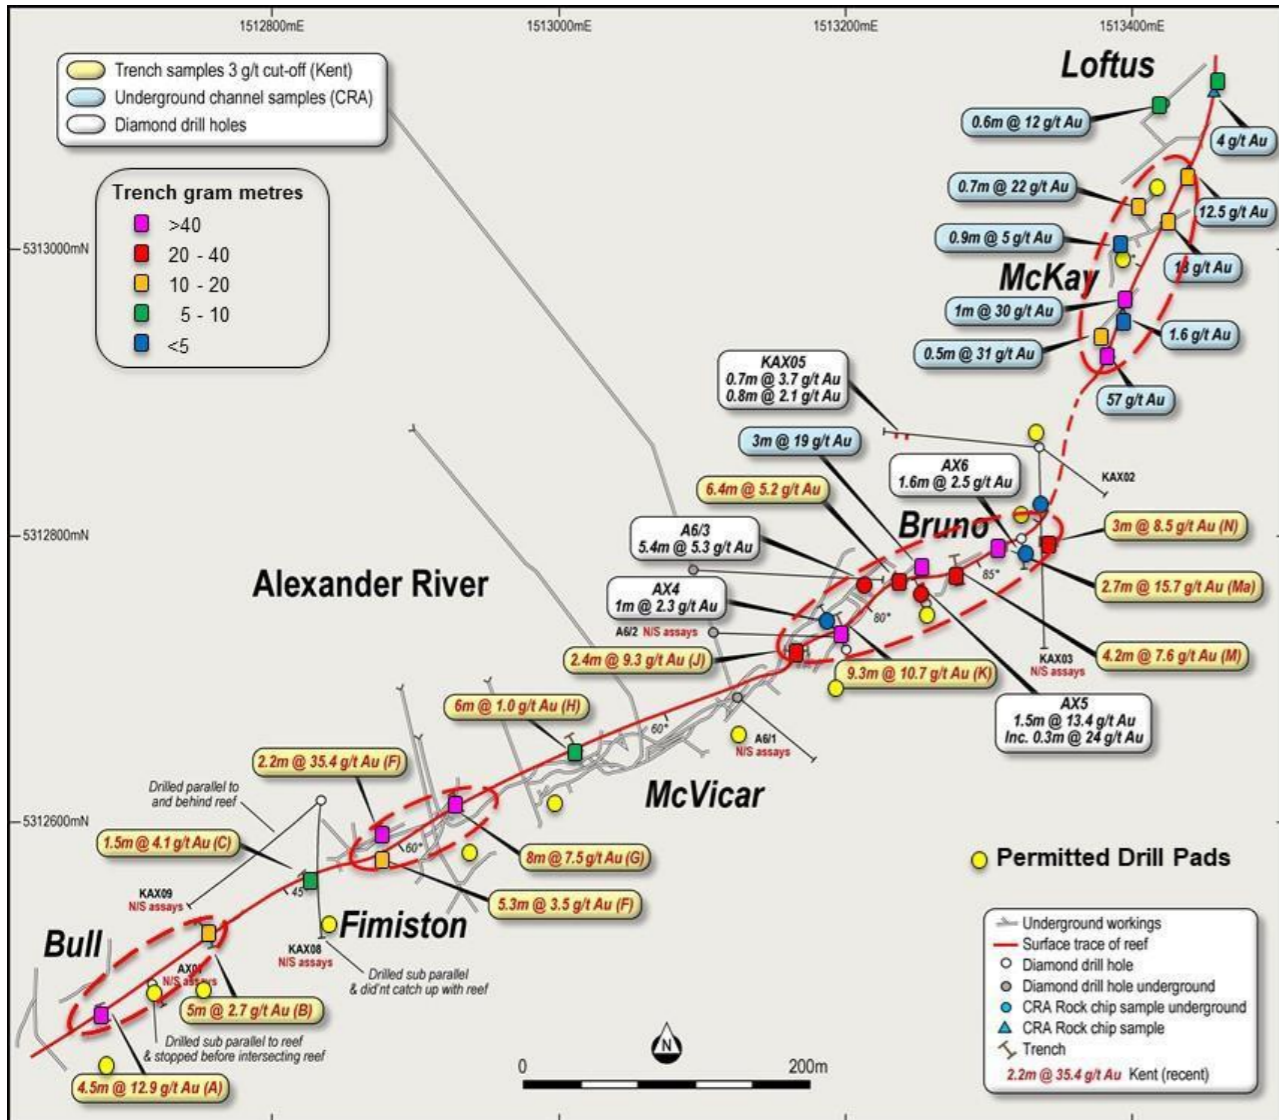 1512800mE
1513000mE
1513200mE
1513400mE
Trench samples 3 g/t cut-off (Kent)
Underground channel samples (CRA)
Diamond drill holes
Trench gram metres
>40
20 - 40
10 - 20
5 - 10
<5
Loftus
0.6m @ 12 g/t Au
4 g/t Au
0.7m @ 22 g/t Au
12.5 g/t Au
0.9m @ 5 g/t Au
5313000mN
18 g/t Au
McKay
1m @ 30 g/t Au
1.6 g/t Au
0.5m @ 31 g/t Au
57 g/t Au
KAX05
0.7m @ 3.7 g/t Au
0.8m @ 2.1 g/t Au
3m @ 19 g/t Au
AX6
1.6m @ 2.5 g/t Au
KAX02
6.4m @ 5.2 g/t Au
Bruno
3m @ 8.5 g/t Au (N)
5312800mN
A6/3
5.4m @ 5.3 g/t Au
85°
2.7m @ 15.7 g/t Au (Ma)
Alexander River
AX4
1m @ 2.3 g/t Au
80°
A6/2 N/S assays
2.4m @ 9.3 g/t Au (J)
9.3m @ 10.7 g/t Au (K)
KAX03
N/S assays
4.2m @ 7.6 g/t Au (M)
AX5
1.5m @ 13.4 g/t Au
Inc. 0.3m @ 24 g/t Au
6m @ 1.0 g/t Au (H)
60°
A6/1
N/S assays
2.2m @ 35.4 g/t Au (F)
McVicar
Drilled parallel to
and behind reef
5312600mN
1.5m @ 4.1 g/t Au (C)
60°
8m @ 7.5 g/t Au (G)
Permitted Drill Pads
KAX09
N/S assays
45°
5.3m @ 3.5 g/t Au (F)
Fimiston
Bull
KAX08
N/S assays
Drilled sub parallel
& did'nt catch up with reef
N/S assays
5m @ 2.7 g/t Au (B)
Drilled sub parallel to reef
& stopped before intersecting reef
4.5m @ 12.9 g/t Au (A)
N
0
200m
Underground workings
Surface trace of reef
Diamond drill hole
Diamond drill hole underground
CRA Rock chip sample underground
CRA Rock chip sample
Trench
2.2m @ 35.4 g/t Au Kent (recent)